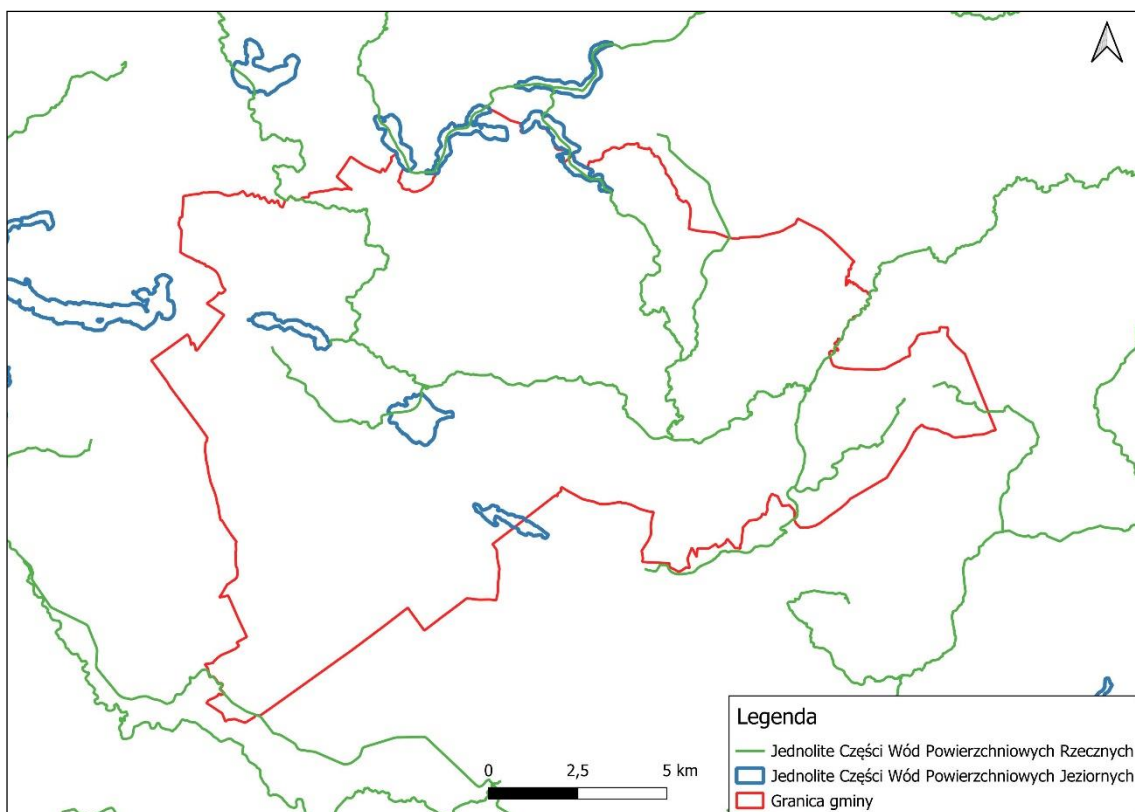 Legenda
Jednolite Części Wód Powierzchniowych Rzecznych
Jednolite Części Wód Powierzchniowych Jeziornych
Granica gminy
0 2,5 5 km